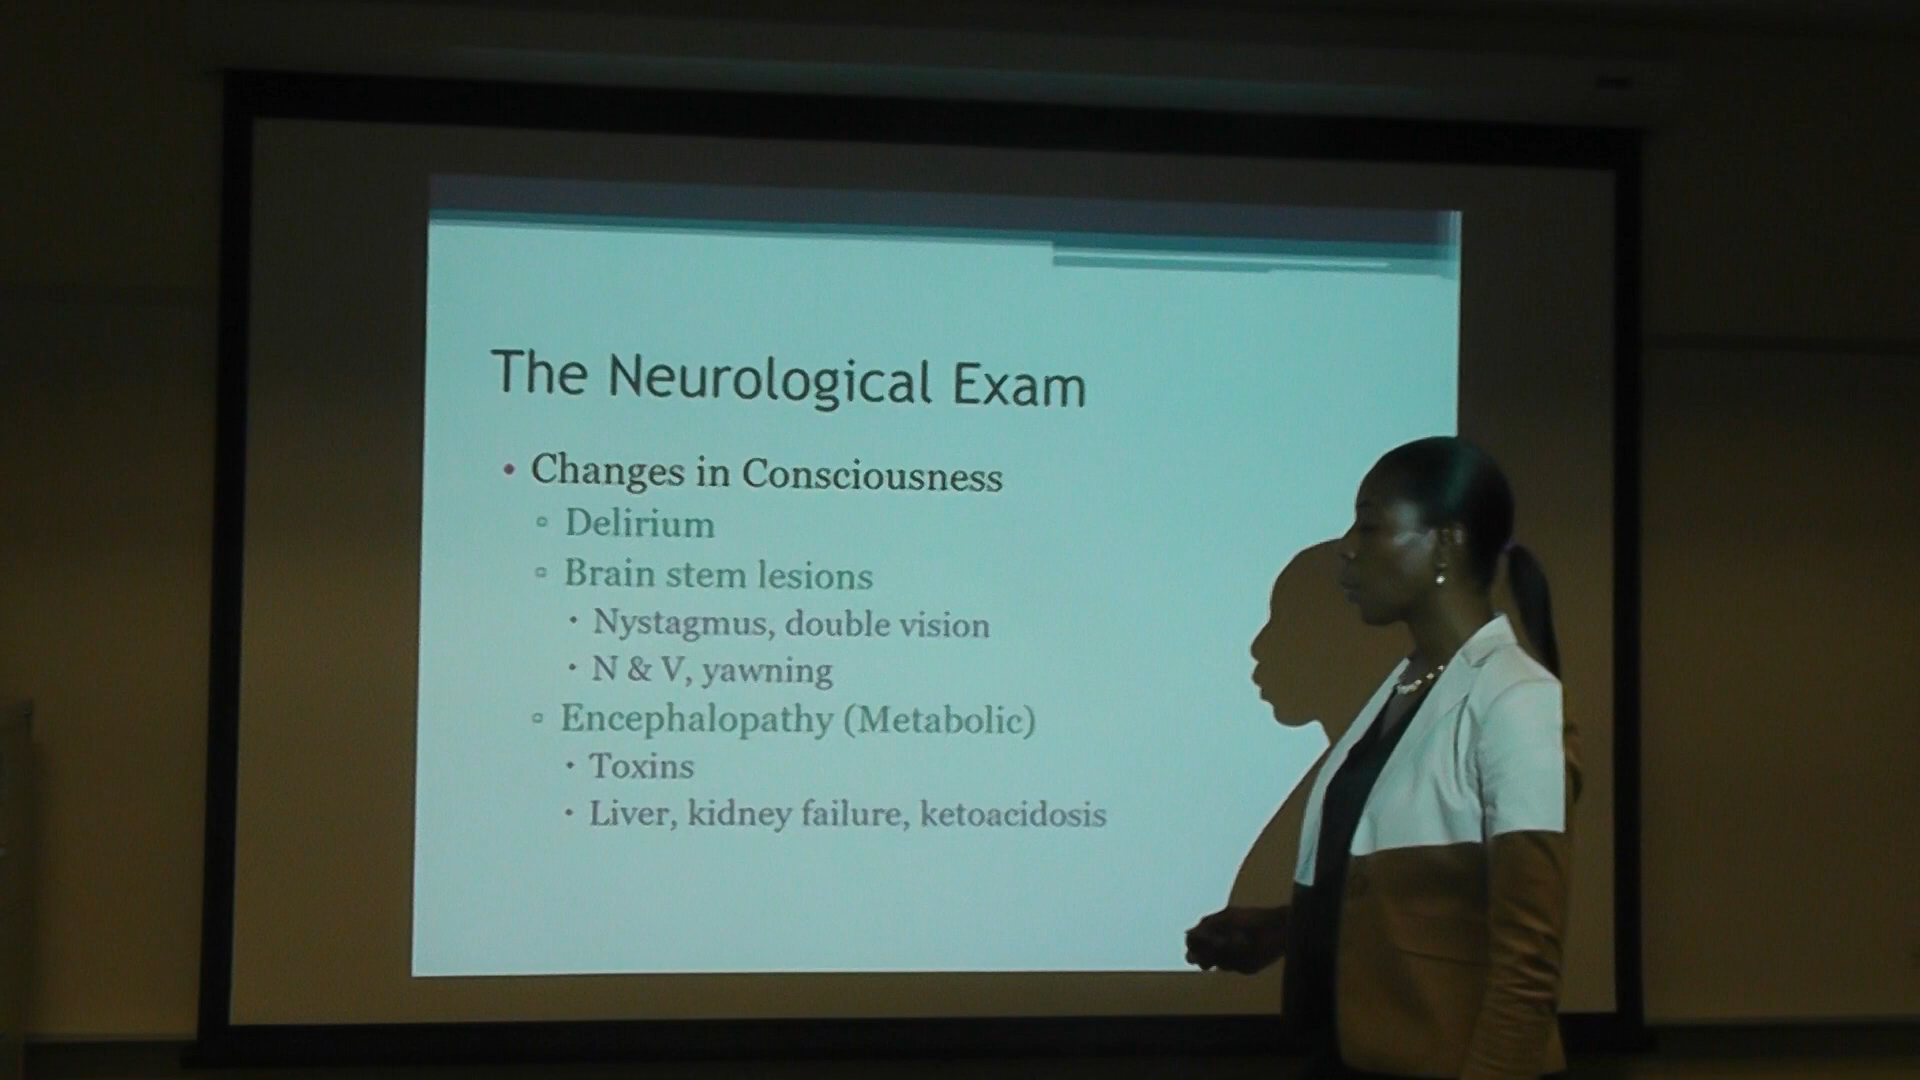 The Neurological Exam
• Changes in Consciousness
▫ Delirium
▫ Brain stem lesions
• Nystagmus, double vision
• N & V, yawning
▫ Encephalopathy (Metabolic)
• Toxins
• Liver, kidney failure, ketoacidosis